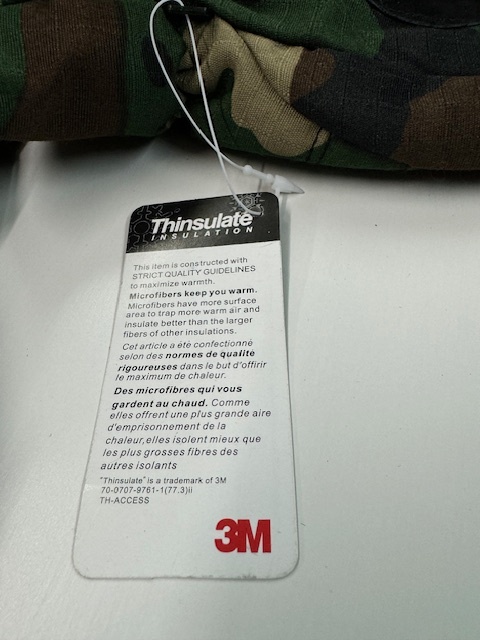 Thinsulate
INSULATION
This item is constructed with
STRICT QUALITY GUIDELINES
to maximize warmth.
Microfibers keep you warm.
Microfibers have more surface
area to trap more warm air and
insulate better than the larger
fibers of other insulations.
Cet article a été confectionné
selon des normes de qualité
rigoureuses dans le but d'offirir
le maximum de chaleur.
Des microfibres qui vous
gardent au chaud. Comme
elles offrent une plus grande aire
d'emprisonnement de la
chaleur,elles isolent mieux que
les plus grosses fibres des
autres isolants
"Thinsulate" is a trademark of 3M
70-0707-9761-1(77.3)ii
TH-ACCESS
3M